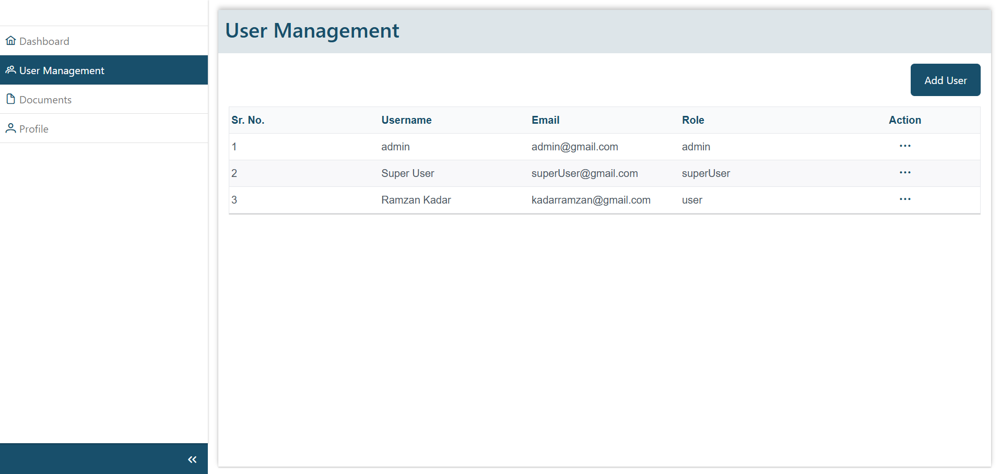 Dashboard
User Management
Documents
Profile
User Management
Add User
Sr. No. Username Email Role Action
1 admin admin@gmail.com admin
2 Super User superUser@gmail.com superUser
3 Ramzan Kadar kadarramzan@gmail.com user